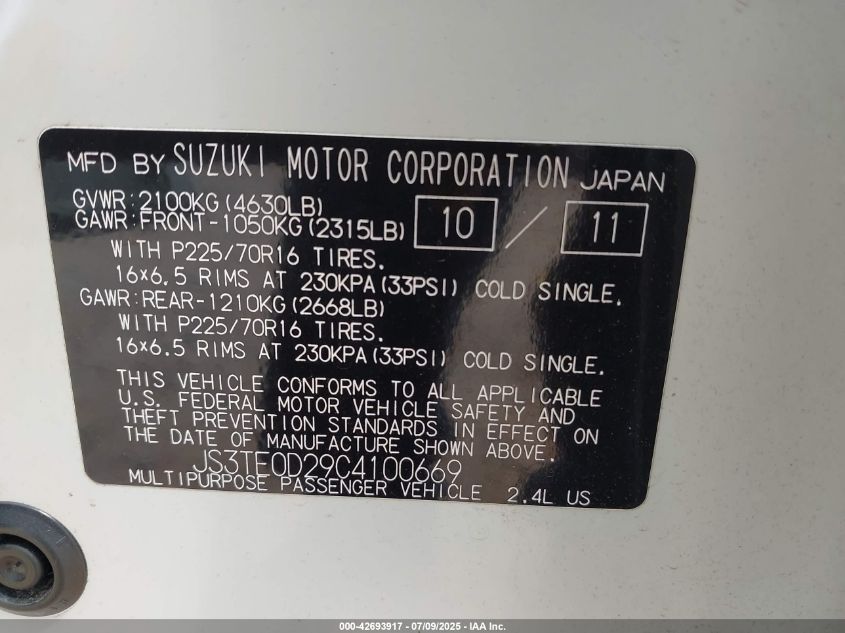 MFD BY SUZUKI MOTOR CORPORATION JAPAN
GVWR: 2100KG (4630LB)
GAWR: FRONT-1050KG (2315LB) 10 / 11
WITH P225/70R16 TIRES.
16×6.5 RIMS AT 230KPA (33PSI) COLD SINGLE.
GAWR: REAR-1210KG (2668LB)
WITH P225/70R16 TIRES.
16×6.5 RIMS AT 230KPA (33PSI) COLD SINGLE.
THIS VEHICLE CONFORMS TO ALL APPLICABLE
U.S. FEDERAL MOTOR VEHICLE SAFETY AND
THEFT PREVENTION STANDARDS IN EFFECT ON
THE DATE OF MANUFACTURE SHOWN ABOVE.
JS3TE0D29C4100669
MULTIPURPOSE PASSENGER VEHICLE 2.4L US
000-42693917 - 07/09/2025 - IAA Inc.